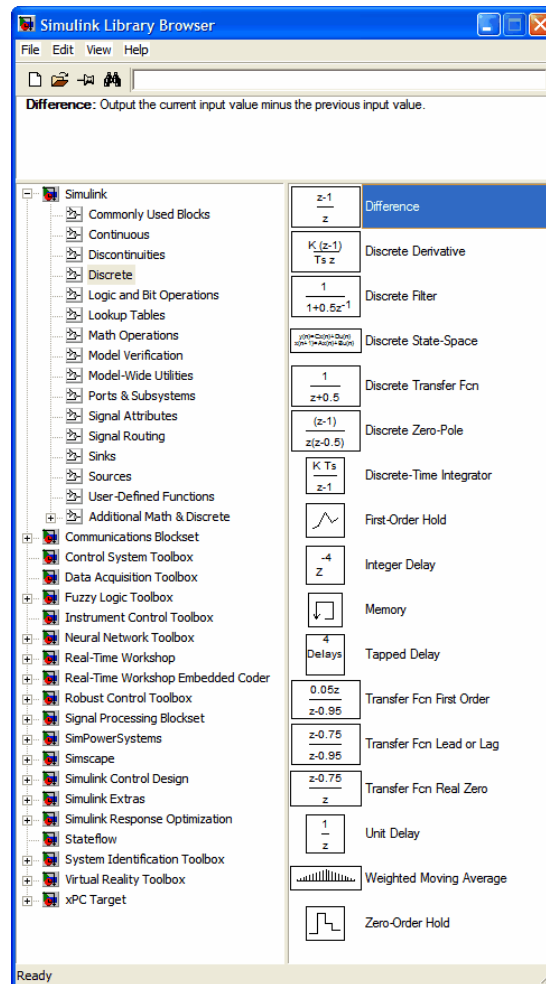 Simulink Library Browser
File Edit View Help
Difference: Output the current input value minus the previous input value.
Simulink
Commonly Used Blocks
Continuous
Discontinuities
Discrete
Logic and Bit Operations
Lookup Tables
Math Operations
Model Verification
Model-Wide Utilities
Ports & Subsystems
Signal Attributes
Signal Routing
Sinks
Sources
User-Defined Functions
Additional Math & Discrete
Communications Blockset
Control System Toolbox
Data Acquisition Toolbox
Fuzzy Logic Toolbox
Instrument Control Toolbox
Neural Network Toolbox
Real-Time Workshop
Real-Time Workshop Embedded Coder
Robust Control Toolbox
Signal Processing Blockset
SimPowerSystems
Simscape
Simulink Control Design
Simulink Extras
Simulink Response Optimization
Stateflow
System Identification Toolbox
Virtual Reality Toolbox
xPC Target
z-1
z
Difference
K (z-1)
Ts z
Discrete Derivative
1
1+0.5z-1
Discrete Filter
y(n)=Cx(n)+Du(n)
x(n+1)=Ax(n)+Bu(n)
Discrete State-Space
1
z+0.5
Discrete Transfer Fcn
(z-1)
z(z-0.5)
Discrete Zero-Pole
K Ts
z-1
Discrete-Time Integrator
First-Order Hold
-4
Z
Integer Delay
Memory
4
Delays
Tapped Delay
0.05z
z-0.95
Transfer Fcn First Order
z-0.75
z-0.95
Transfer Fcn Lead or Lag
z-0.75
z
Transfer Fcn Real Zero
1
z
Unit Delay
Weighted Moving Average
Zero-Order Hold
Ready